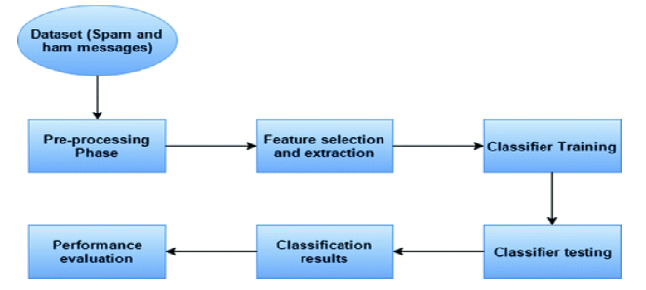 Dataset (Spam and
ham messages)
Pre-processing
Phase
Feature selection
and extraction
Classifier Training
Classifier testing
Classification
results
Performance
evaluation